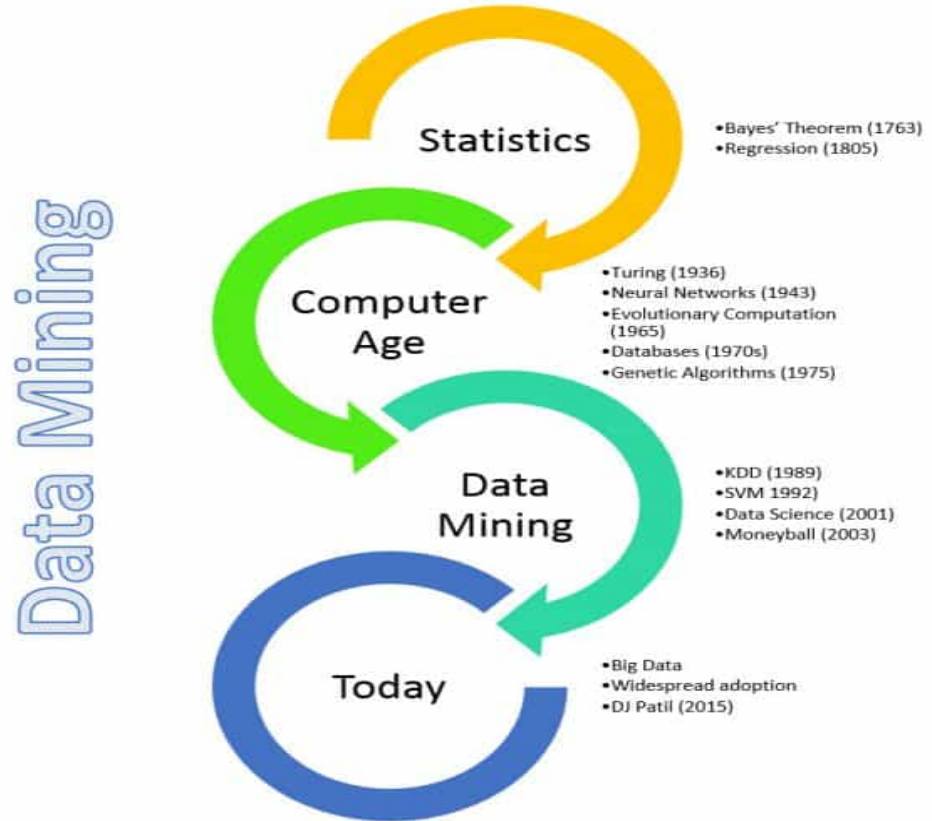 Data Mining
Statistics
•Bayes’ Theorem (1763)
•Regression (1805)
Computer
Age
•Turing (1936)
•Neural Networks (1943)
•Evolutionary Computation
(1965)
•Databases (1970s)
•Genetic Algorithms (1975)
Data
Mining
•KDD (1989)
•SVM 1992)
•Data Science (2001)
•Moneyball (2003)
Today
•Big Data
•Widespread adoption
•DJ Patil (2015)